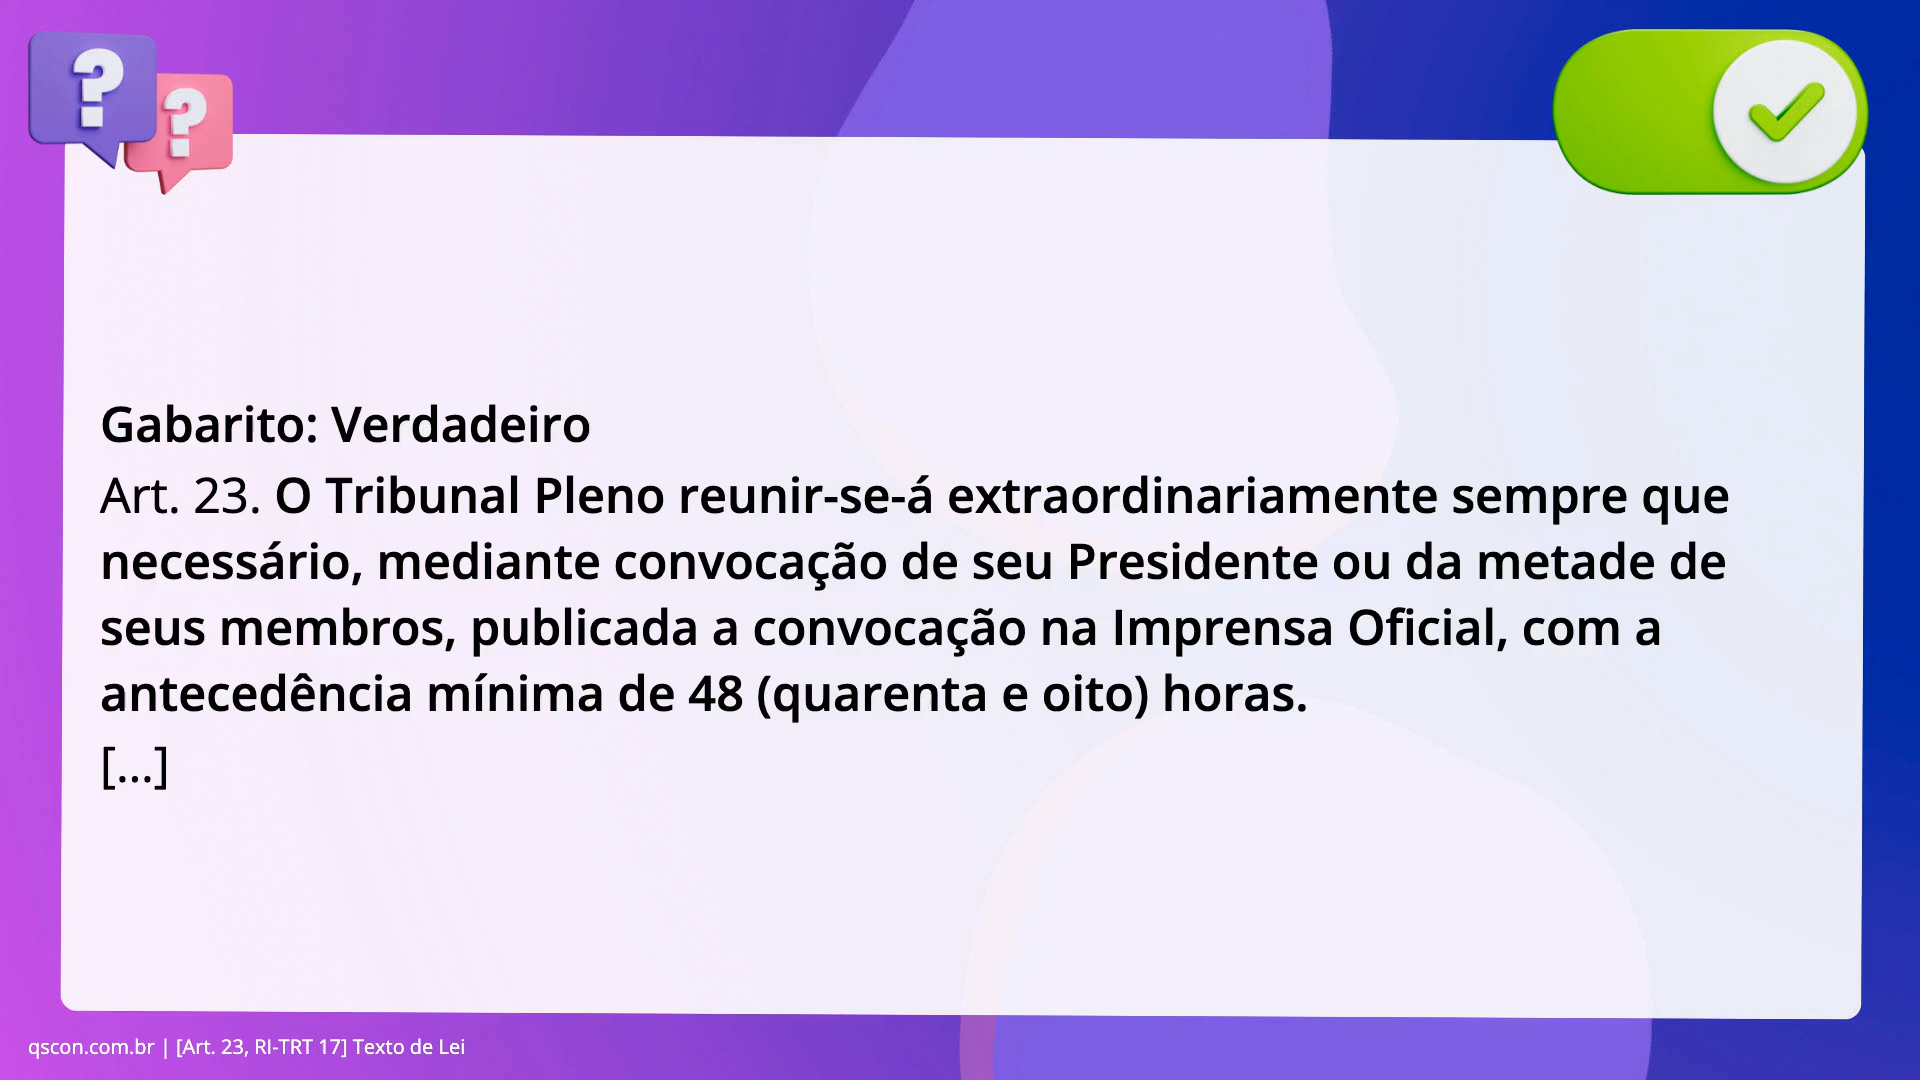 Gabarito: Verdadeiro
Art. 23. O Tribunal Pleno reunir-se-á extraordinariamente sempre que
necessário, mediante convocação de seu Presidente ou da metade de
seus membros, publicada a convocação na Imprensa Oficial, com a
antecedência mínima de 48 (quarenta e oito) horas.
[...]
qscon.com.br | [Art. 23, RI-TRT 17] Texto de Lei